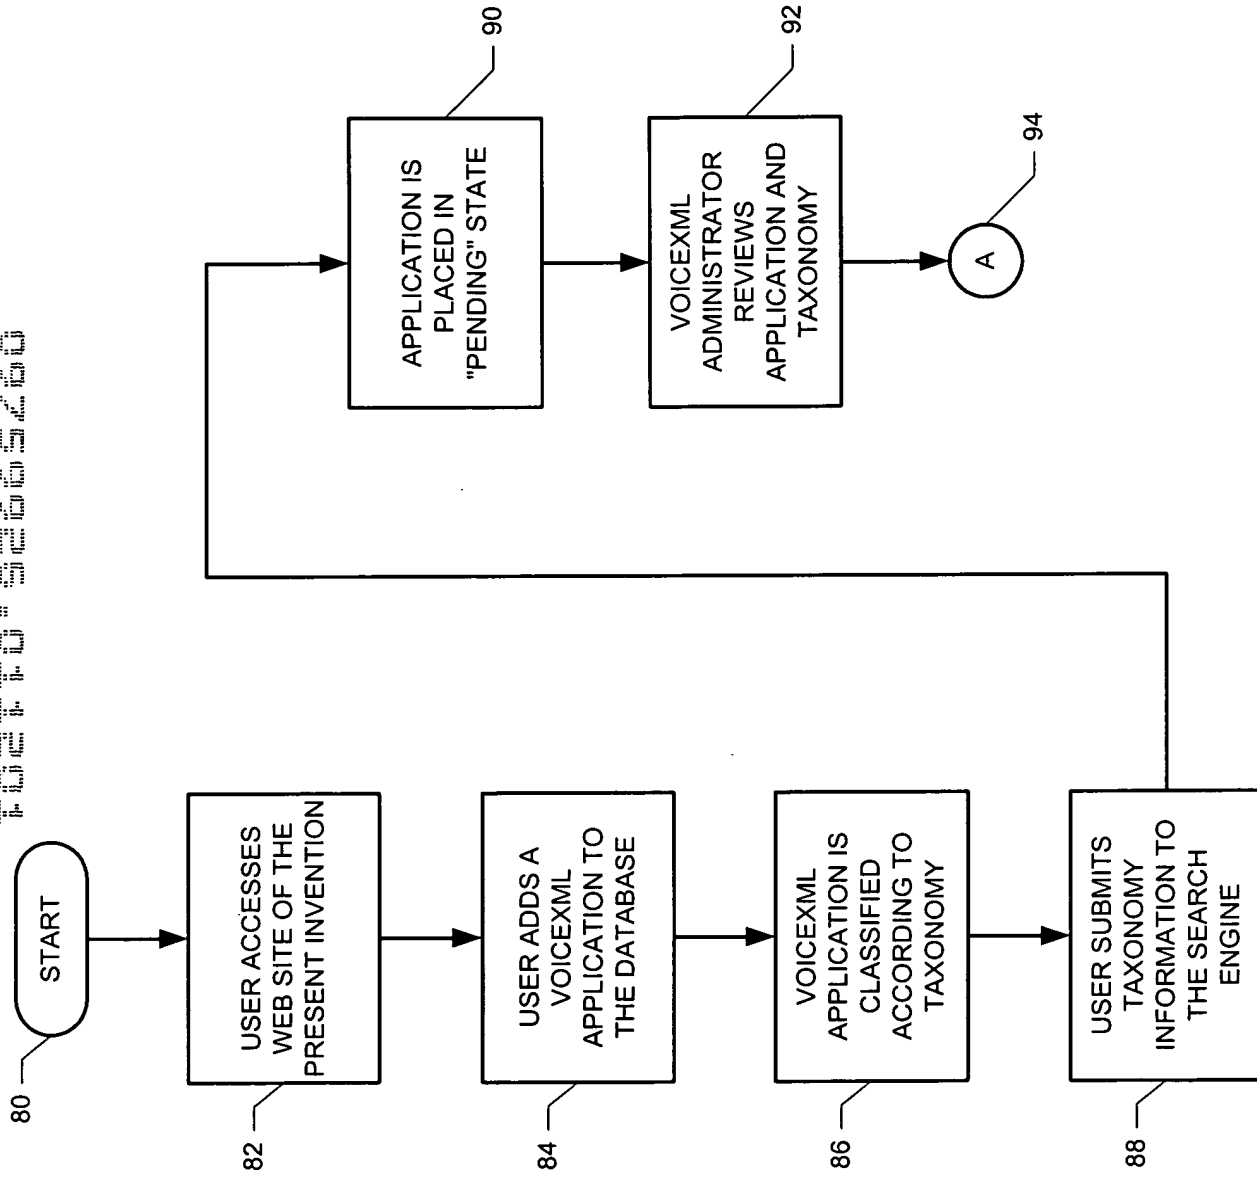 80
START
82
USER ACCESSES
WEB SITE OF THE
PRESENT INVENTION
84
USER ADDS A
VOICEXML
APPLICATION TO
THE DATABASE
86
VOICEXML
APPLICATION IS
CLASSIFIED
ACCORDING TO
TAXONOMY
88
USER SUBMITS
TAXONOMY
INFORMATION TO
THE SEARCH
ENGINE
90
APPLICATION IS
PLACED IN
"PENDING" STATE
92
VOICEXML
ADMINISTRATOR
REVIEWS
APPLICATION AND
TAXONOMY
94
A